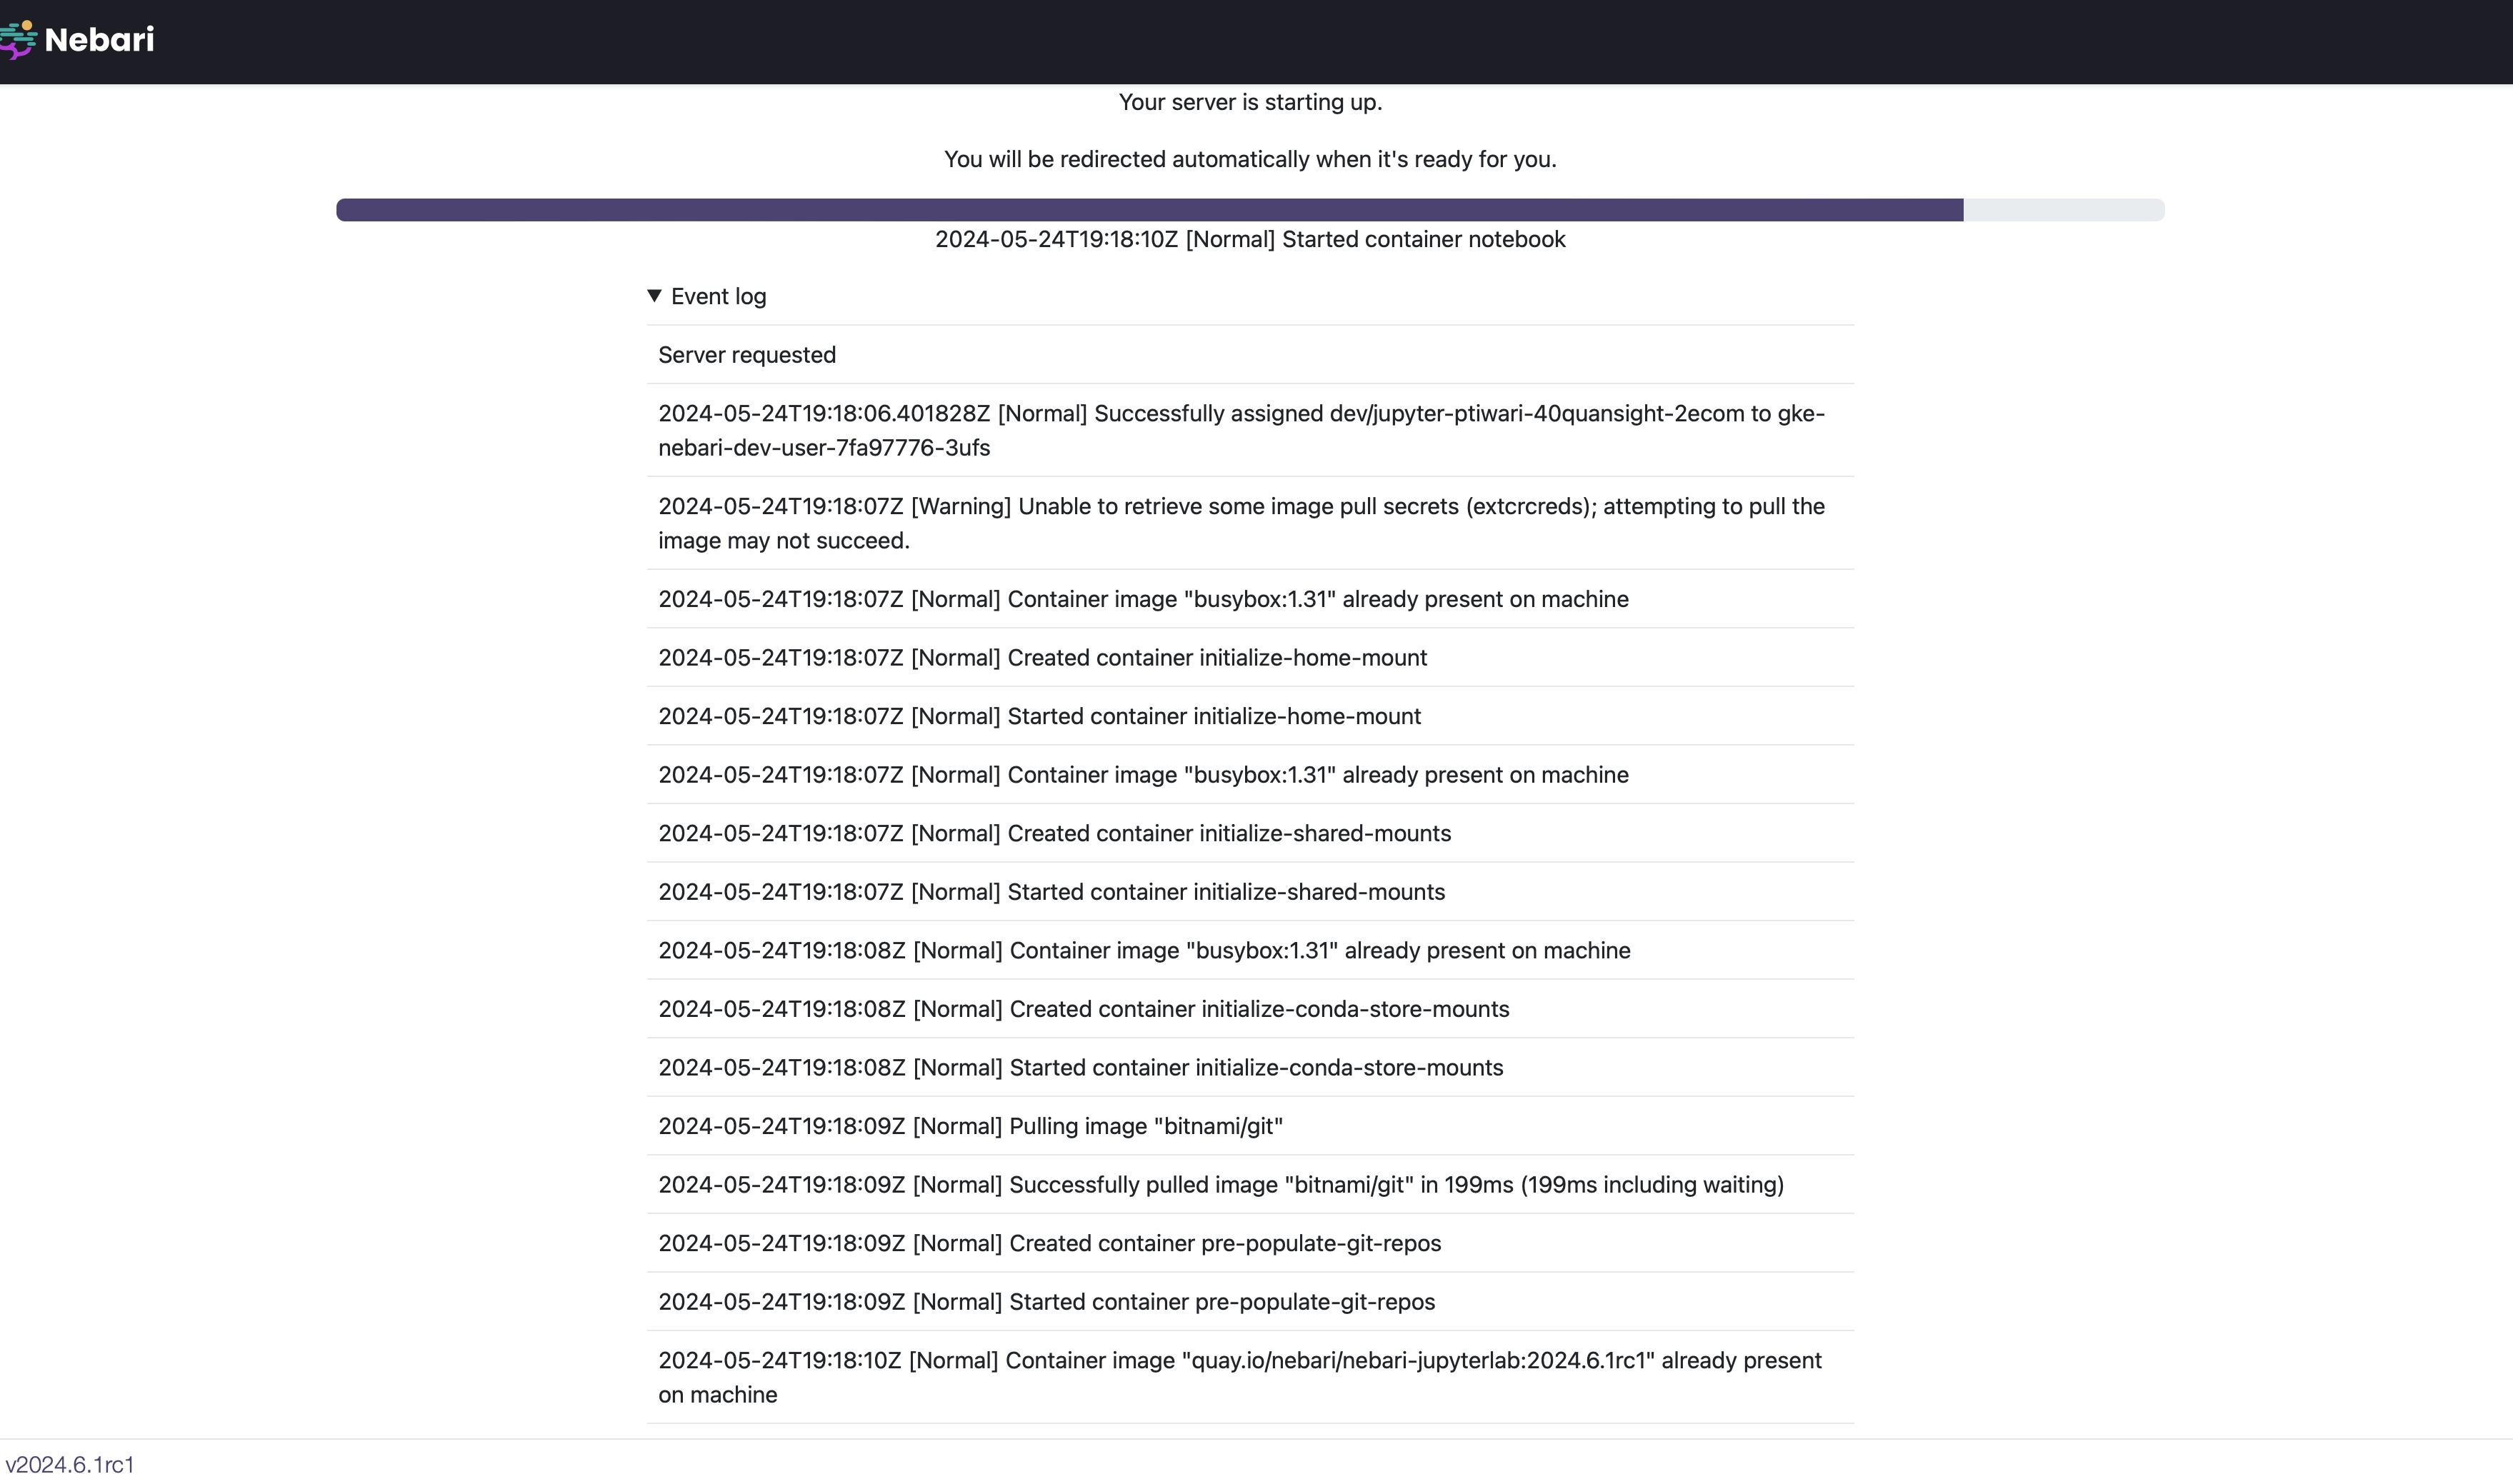 Nebari
Your server is starting up.
You will be redirected automatically when it's ready for you.
2024-05-24T19:18:10Z [Normal] Started container notebook
▼ Event log
Server requested
2024-05-24T19:18:06.401828Z [Normal] Successfully assigned dev/jupyter-ptiwari-40quansight-2ecom to gke-
nebari-dev-user-7fa97776-3ufs
2024-05-24T19:18:07Z [Warning] Unable to retrieve some image pull secrets (extcrcreds); attempting to pull the
image may not succeed.
2024-05-24T19:18:07Z [Normal] Container image "busybox:1.31" already present on machine
2024-05-24T19:18:07Z [Normal] Created container initialize-home-mount
2024-05-24T19:18:07Z [Normal] Started container initialize-home-mount
2024-05-24T19:18:07Z [Normal] Container image "busybox:1.31" already present on machine
2024-05-24T19:18:07Z [Normal] Created container initialize-shared-mounts
2024-05-24T19:18:07Z [Normal] Started container initialize-shared-mounts
2024-05-24T19:18:08Z [Normal] Container image "busybox:1.31" already present on machine
2024-05-24T19:18:08Z [Normal] Created container initialize-conda-store-mounts
2024-05-24T19:18:08Z [Normal] Started container initialize-conda-store-mounts
2024-05-24T19:18:09Z [Normal] Pulling image "bitnami/git"
2024-05-24T19:18:09Z [Normal] Successfully pulled image "bitnami/git" in 199ms (199ms including waiting)
2024-05-24T19:18:09Z [Normal] Created container pre-populate-git-repos
2024-05-24T19:18:09Z [Normal] Started container pre-populate-git-repos
2024-05-24T19:18:10Z [Normal] Container image "quay.io/nebari/nebari-jupyterlab:2024.6.1rc1" already present
on machine
v2024.6.1rc1